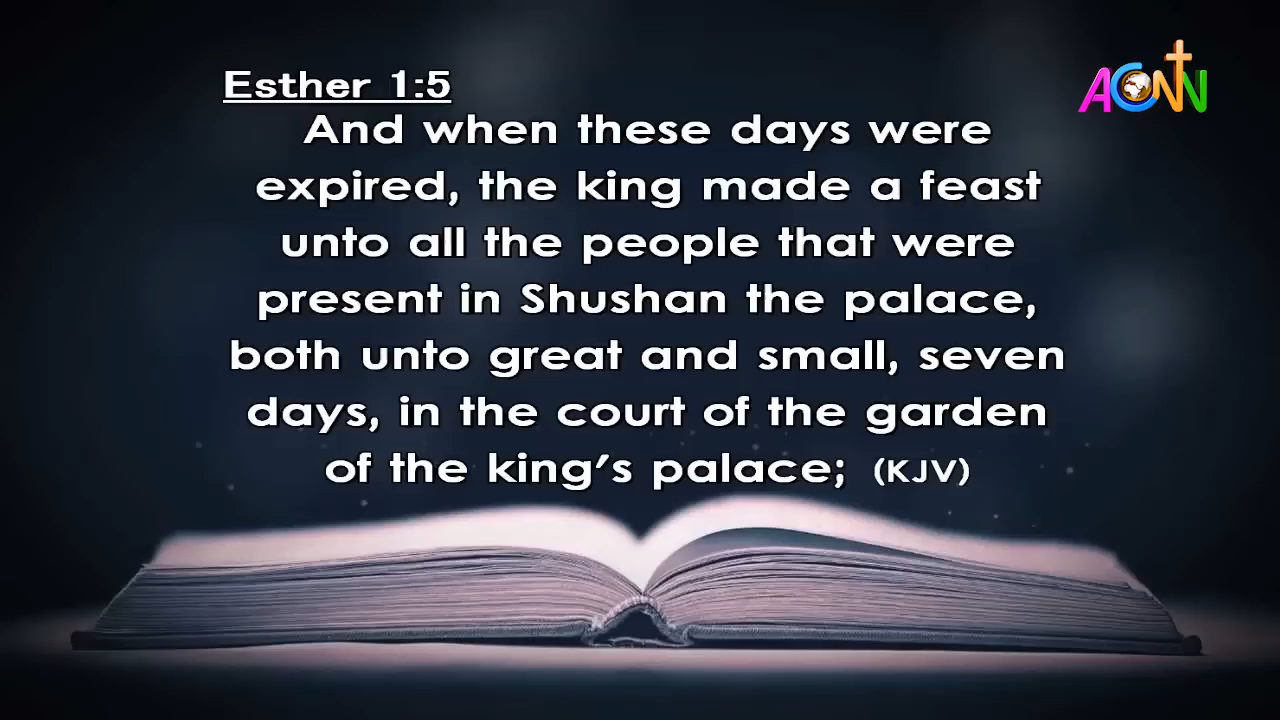 Esther 1:5
ACNN
And when these days were
expired, the king made a feast
unto all the people that were
present in Shushan the palace,
both unto great and small, seven
days, in the court of the garden
of the king's palace; (KJV)